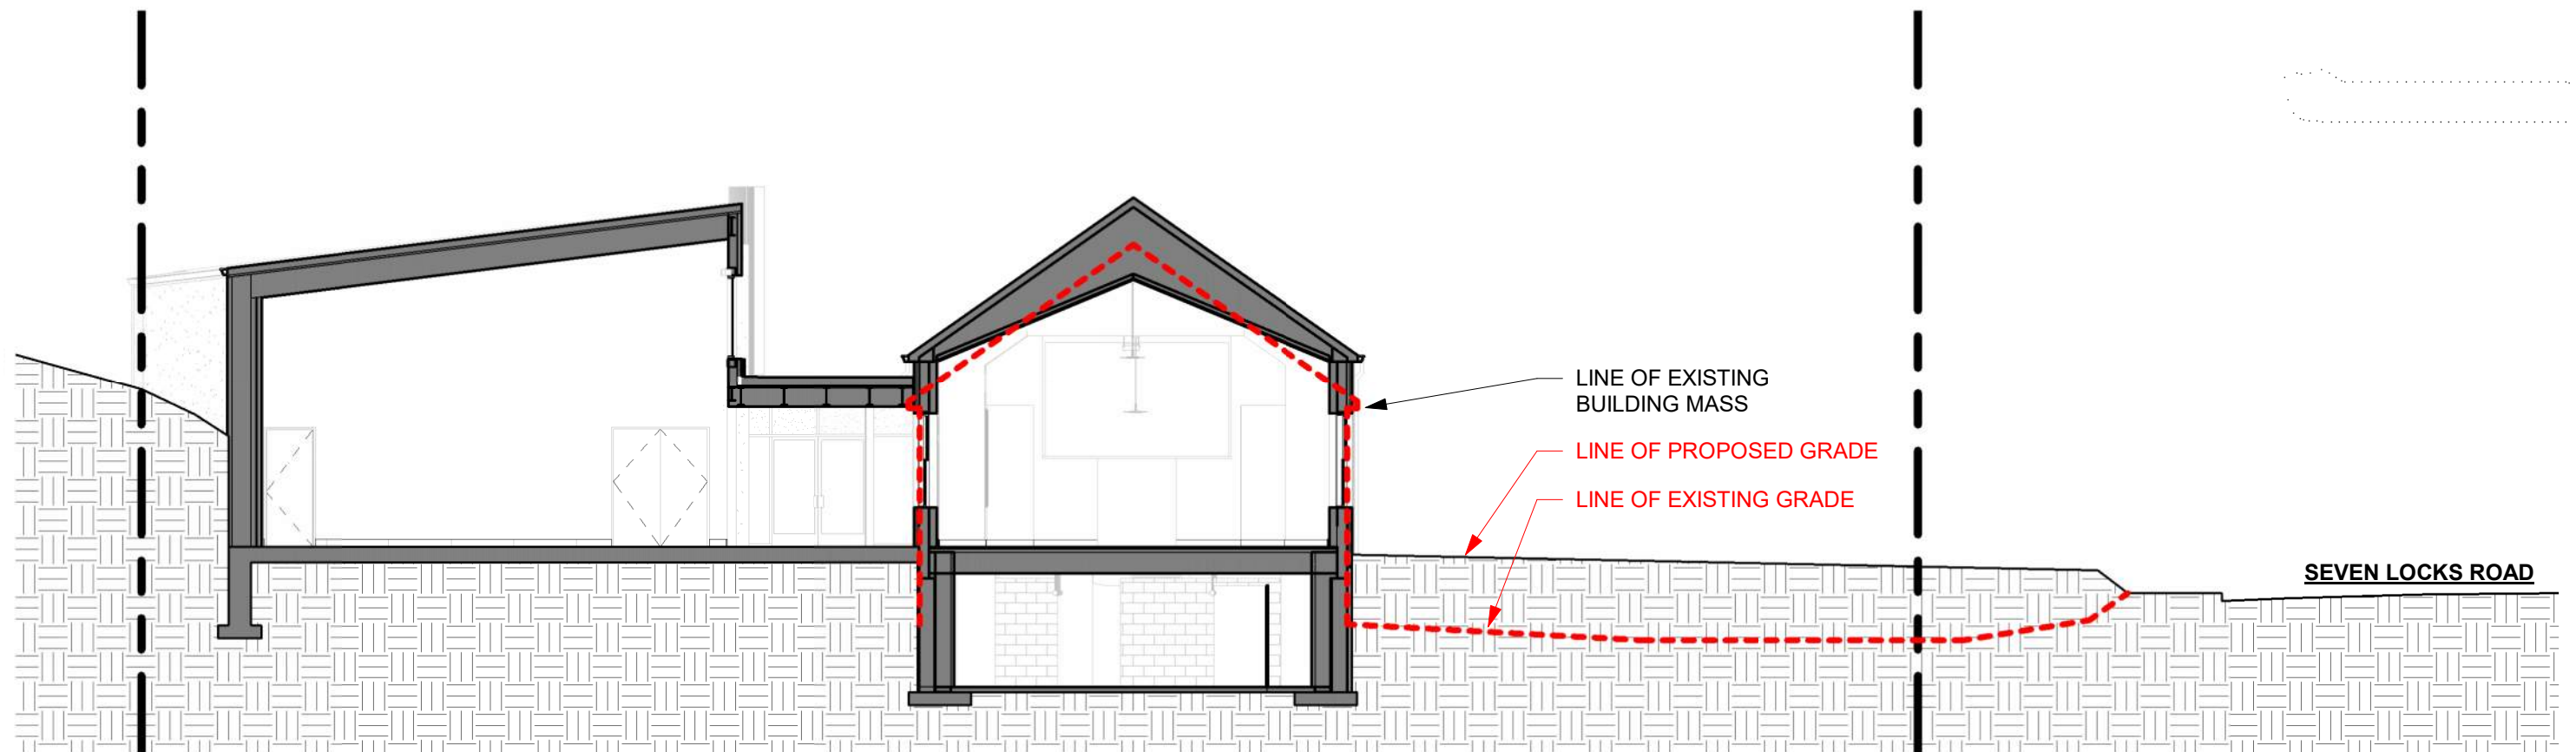 LINE OF EXISTING
BUILDING MASS
LINE OF PROPOSED GRADE
LINE OF EXISTING GRADE
SEVEN LOCKS ROAD